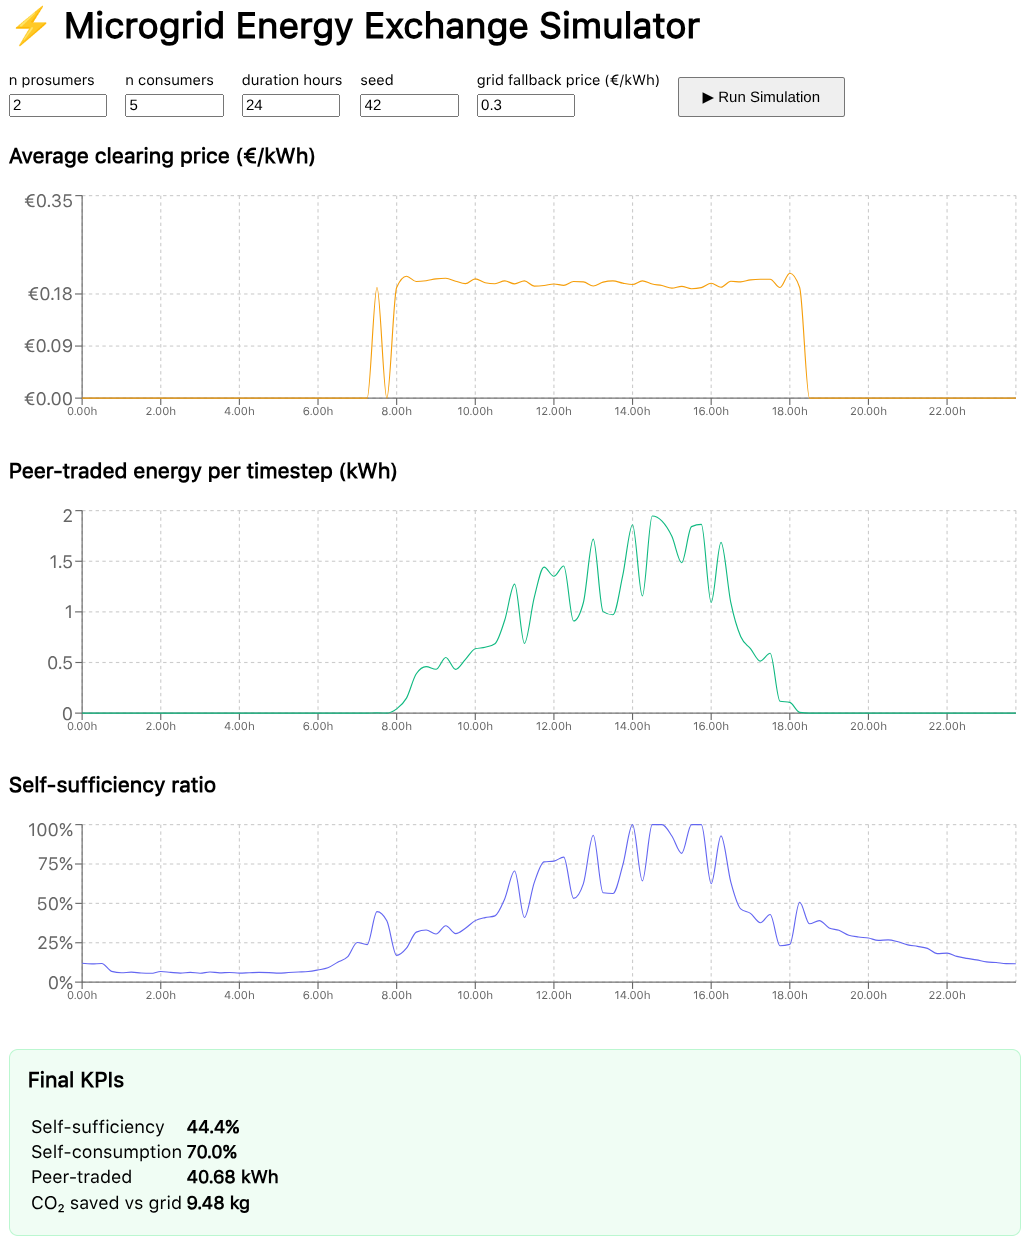 ⚡ Microgrid Energy Exchange Simulator
n prosumers n consumers duration hours seed grid fallback price (€/kWh)
2 5 24 42 0.3 ▶ Run Simulation
Average clearing price (€/kWh)
€0.35
€0.18
€0.09
€0.00
0.00h 2.00h 4.00h 6.00h 8.00h 10.00h 12.00h 14.00h 16.00h 18.00h 20.00h 22.00h
Peer-traded energy per timestep (kWh)
2
1.5
1
0.5
0
0.00h 2.00h 4.00h 6.00h 8.00h 10.00h 12.00h 14.00h 16.00h 18.00h 20.00h 22.00h
Self-sufficiency ratio
100%
75%
50%
25%
0%
0.00h 2.00h 4.00h 6.00h 8.00h 10.00h 12.00h 14.00h 16.00h 18.00h 20.00h 22.00h
Final KPIs
Self-sufficiency 44.4%
Self-consumption 70.0%
Peer-traded 40.68 kWh
CO₂ saved vs grid 9.48 kg